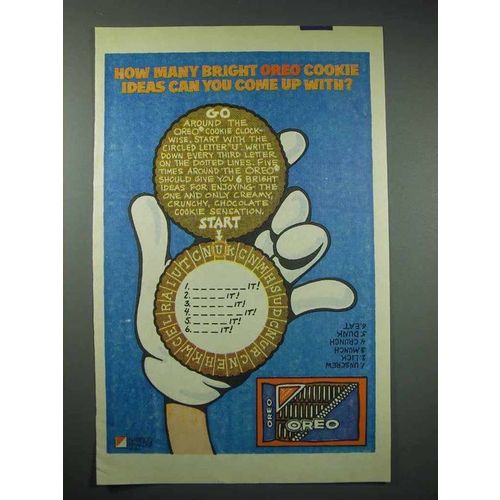 HOW MANY BRIGHT OREO COOKIE
IDEAS CAN YOU COME UP WITH?
GO
AROUND THE
OREO® COOKIE CLOCK-
WISE. START WITH THE
CIRCLED LETTER "U". WRITE
DOWN EVERY THIRD LETTER
ON THE DOTTED LINES. FIVE
TIMES AROUND THE OREO®
SHOULD GIVE YOU 6 BRIGHT
IDEAS FOR ENJOYING THE
ONE AND ONLY CREAMY,
CRUNCHY, CHOCOLATE
COOKIE SENSATION.
START
1. _ _ _ _ _ _ _ IT!
2. _ _ _ _ IT!
3. _ _ _ _ _ IT!
4. _ _ _ _ _ _ IT!
5. _ _ _ _ IT!
6. _ _ _ IT!
1. UNSCREW
2. LICK
3. MUNCH
4. CRUNCH
5. DUNK
6. EAT
OREO
OREO